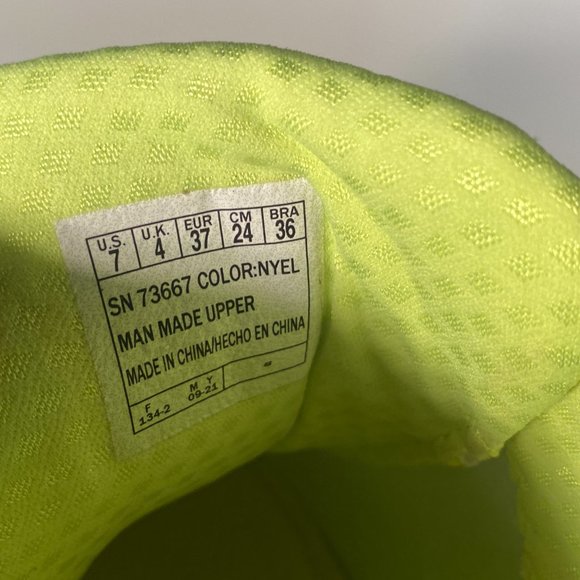 U.S. U.K. EUR CM BRA
7 4 37 24 36
SN 73667 COLOR:NYEL
MAN MADE UPPER
MADE IN CHINA/HECHO EN CHINA
F M Y
134-2 09-21